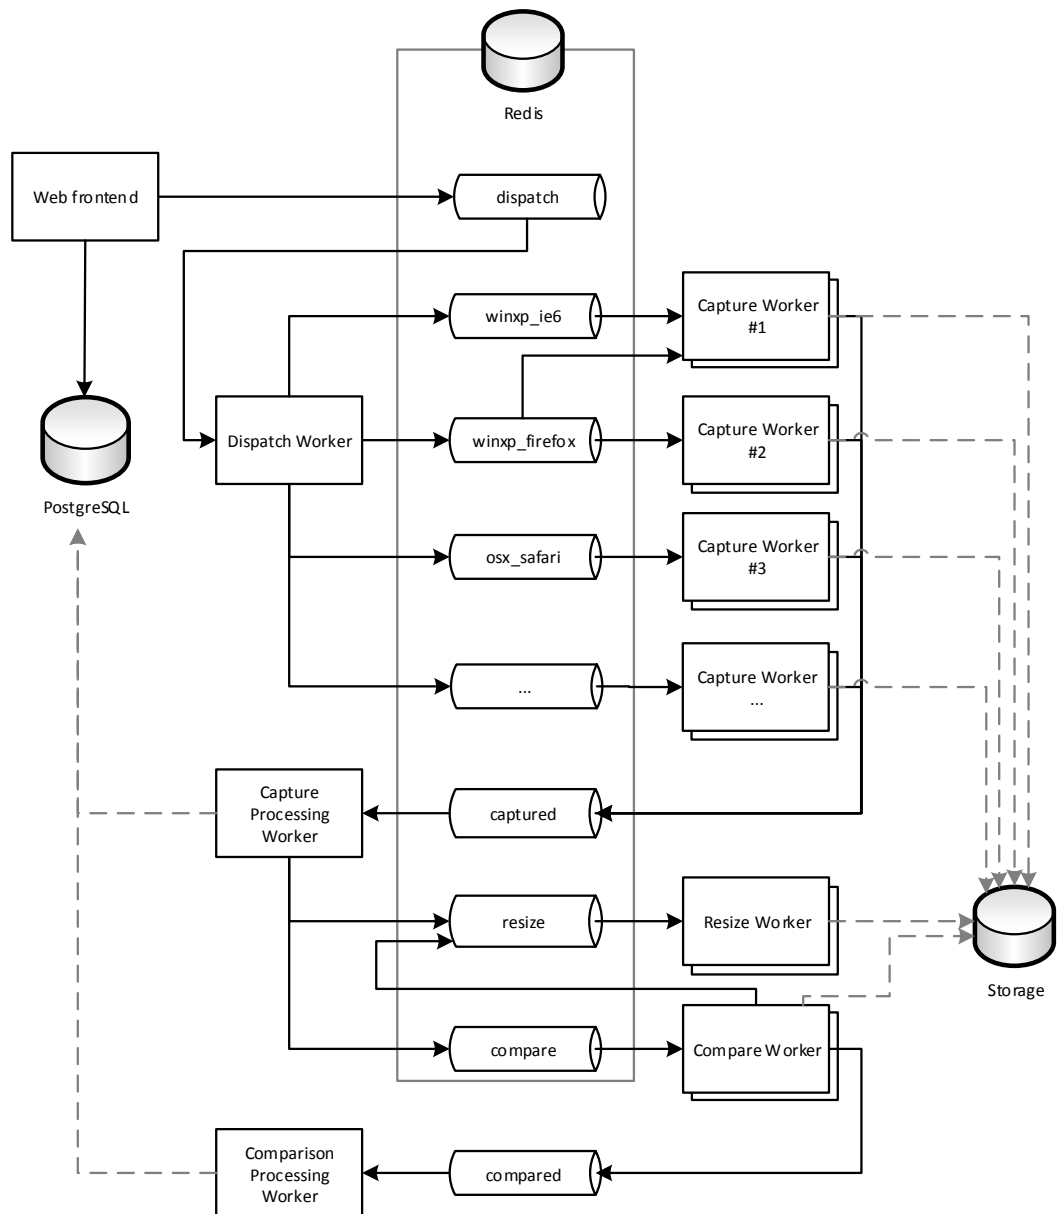 Redis
Web frontend
dispatch
winxp_ie6
Capture Worker
#1
Dispatch Worker
winxp_firefox
Capture Worker
#2
PostgreSQL
osx_safari
Capture Worker
#3
...
Capture Worker
...
Capture
Processing
Worker
captured
resize
Resize Worker
Storage
compare
Compare Worker
Comparison
Processing
Worker
compared